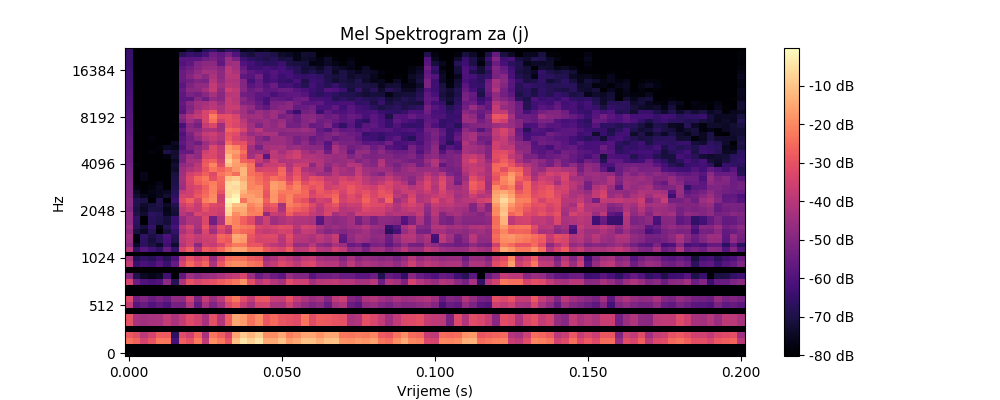 Mel Spektrogram za (j)
16384
8192
4096
2048
1024
512
0
Hz
0.000 0.050 0.100 0.150 0.200
Vrijeme (s)
-10 dB
-20 dB
-30 dB
-40 dB
-50 dB
-60 dB
-70 dB
-80 dB